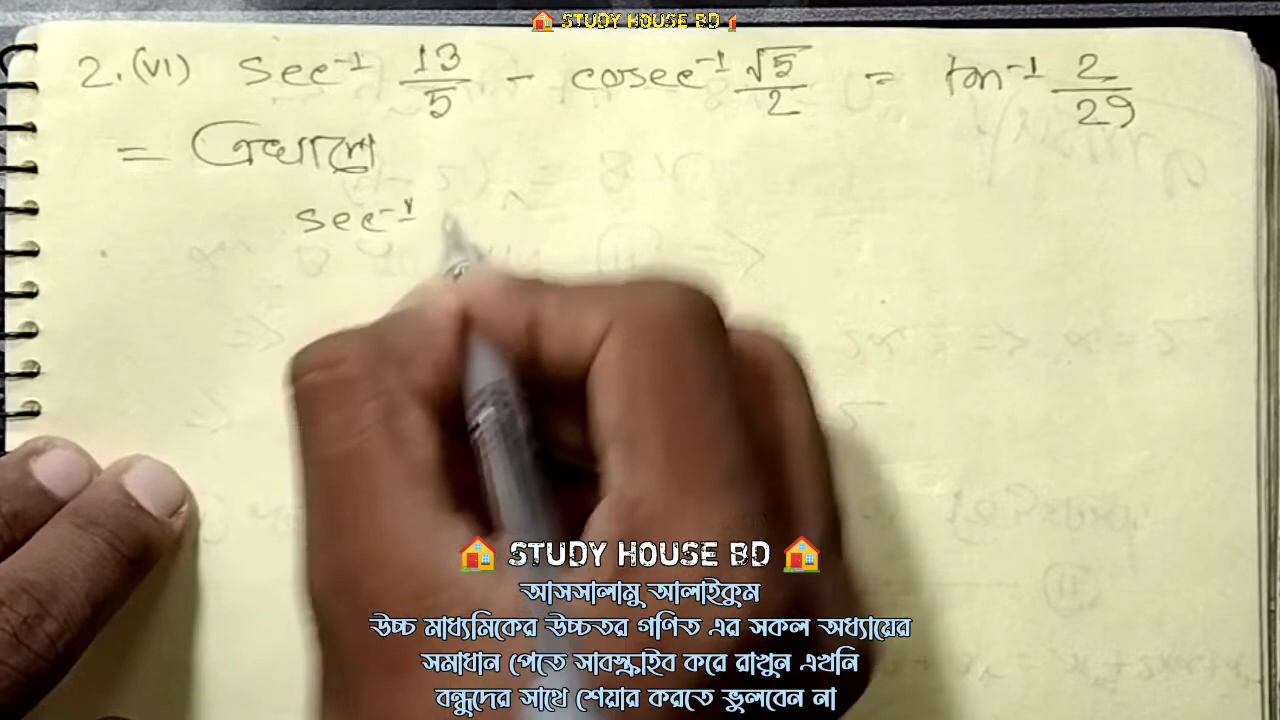 🏠 STUDY HOUSE BD
2.(VI) sec⁻¹ 13/5 - cosec⁻¹ √5/2 = tan⁻¹ 2/29
= এখানে
sec⁻¹
🏠 STUDY HOUSE BD 🏠
আসসালামু আলাইকুম
উচ্চ মাধ্যমিকের উচ্চতর গণিত এর সকল অধ্যায়ের
সমাধান পেতে সাবস্ক্রাইব করে রাখুন এখনি
বন্ধুদের সাথে শেয়ার করতে ভুলবেন না